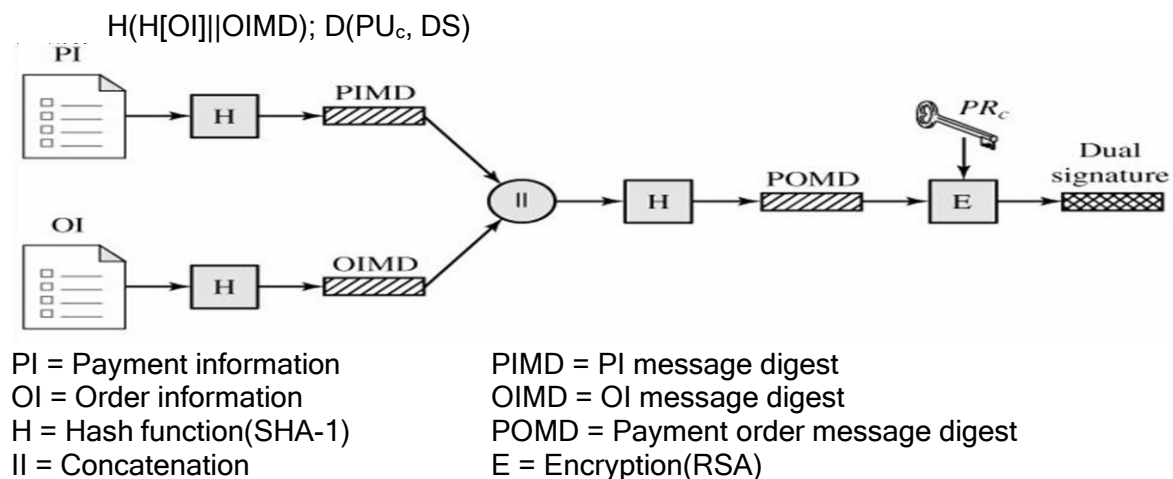 H(H[OI]||OIMD); D(PUc, DS)
PI
PIMD
H
PRc
Dual
signature
POMD
II
H
E
OI
OIMD
H
PI = Payment information
PIMD = PI message digest
OI = Order information
OIMD = OI message digest
H = Hash function(SHA-1)
POMD = Payment order message digest
II = Concatenation
E = Encryption(RSA)